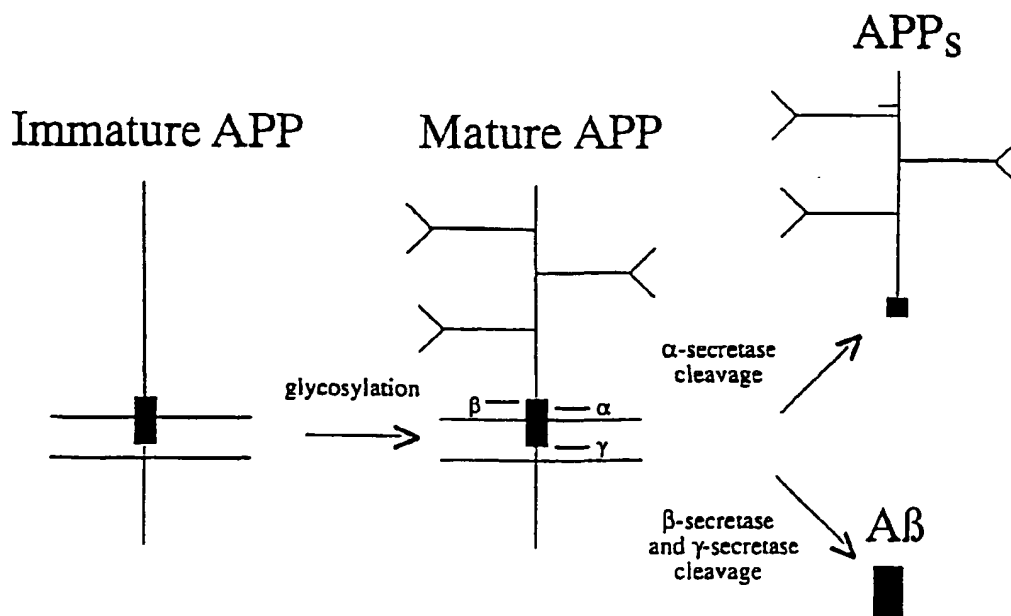 APPs
Immature APP
Mature APP
α-secretase
cleavage
glycosylation
β
α
γ
β-secretase
and γ-secretase
cleavage
Aß